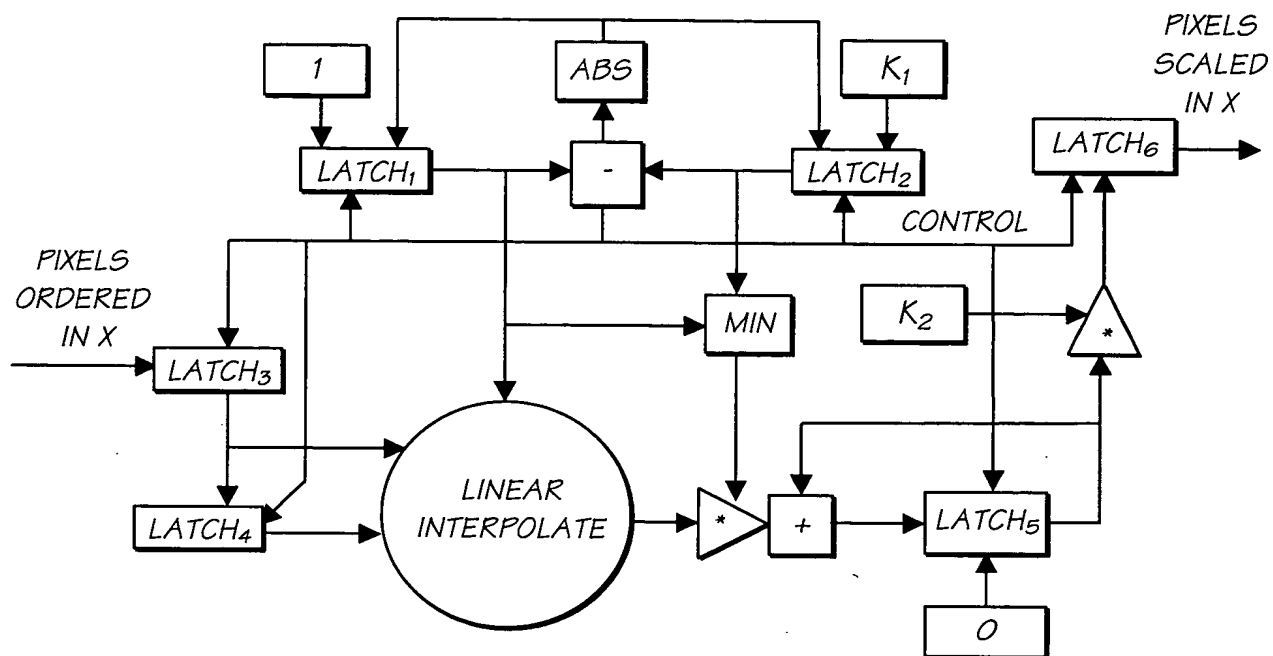 1
ABS
K₁
PIXELS
SCALED
IN X
LATCH₁
-
LATCH₂
LATCH₆
CONTROL
PIXELS
ORDERED
IN X
MIN
K₂
*
LATCH₃
LINEAR
INTERPOLATE
LATCH₄
*
+
LATCH₅
0